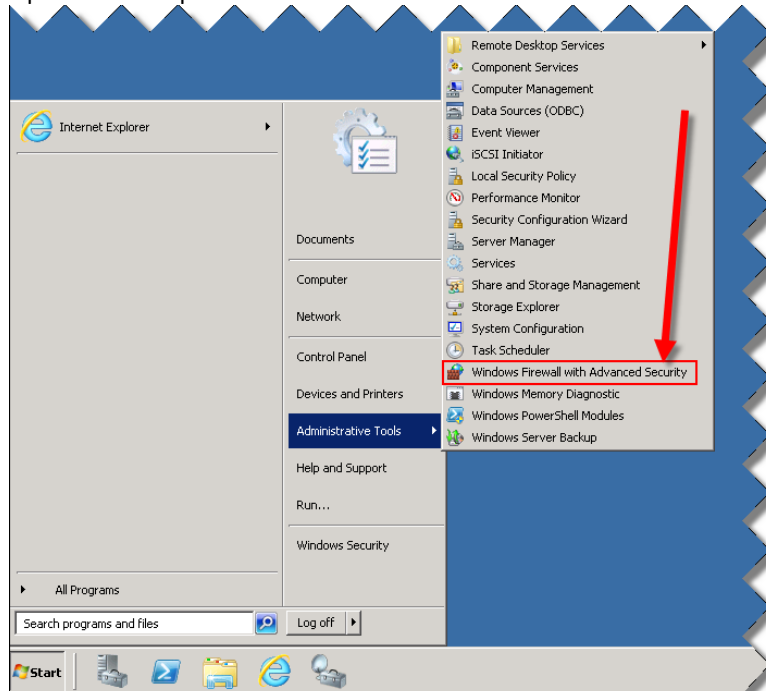 Remote Desktop Services
Component Services
Computer Management
Data Sources (ODBC)
Event Viewer
iSCSI Initiator
Local Security Policy
Performance Monitor
Security Configuration Wizard
Server Manager
Services
Share and Storage Management
Storage Explorer
System Configuration
Task Scheduler
Windows Firewall with Advanced Security
Windows Memory Diagnostic
Windows PowerShell Modules
Windows Server Backup
Internet Explorer
Documents
Computer
Network
Control Panel
Devices and Printers
Administrative Tools
Help and Support
Run...
Windows Security
All Programs
Search programs and files
Log off
Start